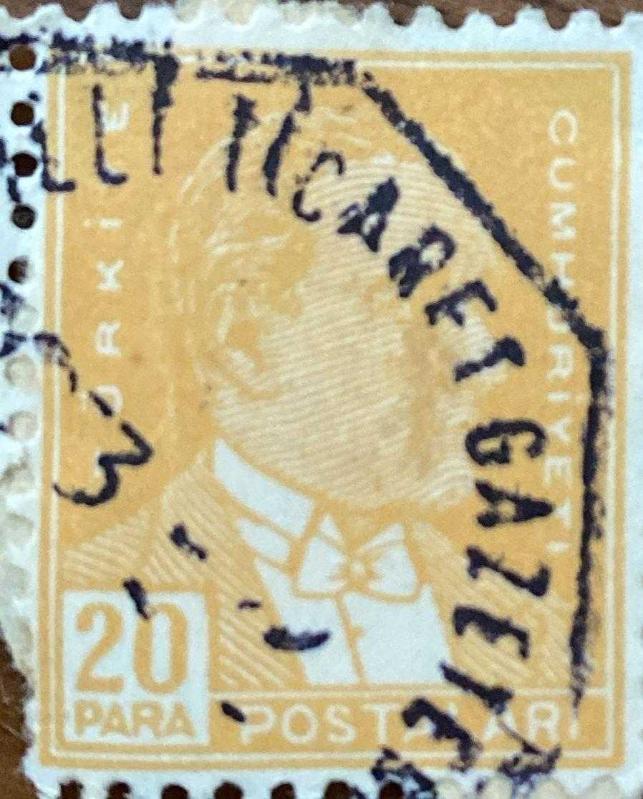 TÜRKİYE
CUMHURİYETİ
TİCARET GAZETE
20
PARA
POSTALARI